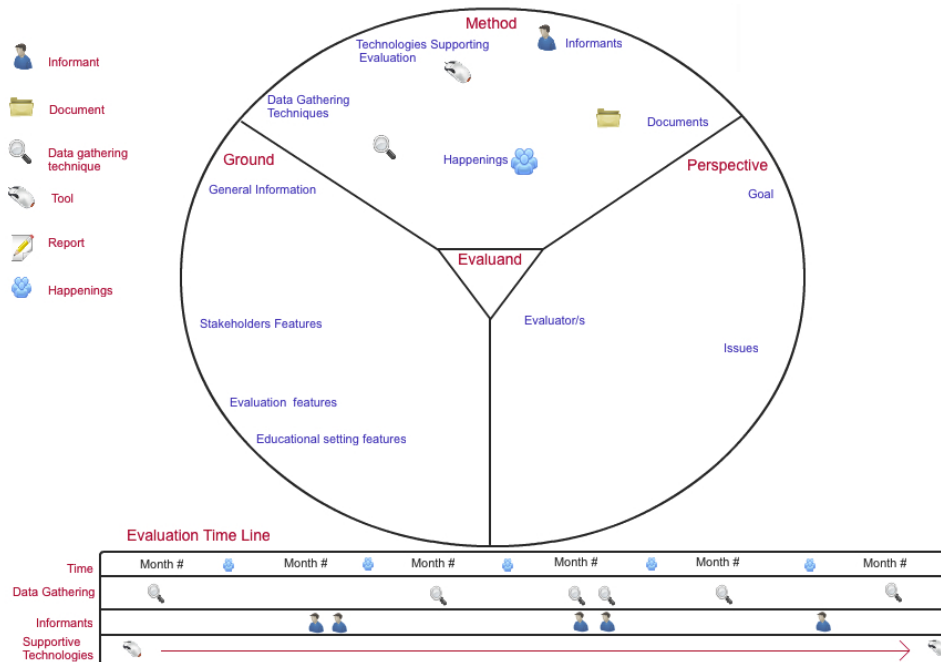 Method
Technologies Supporting
Evaluation
Informants
Informant
Document
Data Gathering
Techniques
Documents
Data gathering
technique
Ground
Happenings
Perspective
General Information
Goal
Tool
Report
Evaluand
Happenings
Stakeholders Features
Evaluator/s
Issues
Evaluation features
Educational setting features
Evaluation Time Line
Time
Month #
Month #
Month #
Month #
Month #
Month #
Data Gathering
Informants
Supportive
Technologies